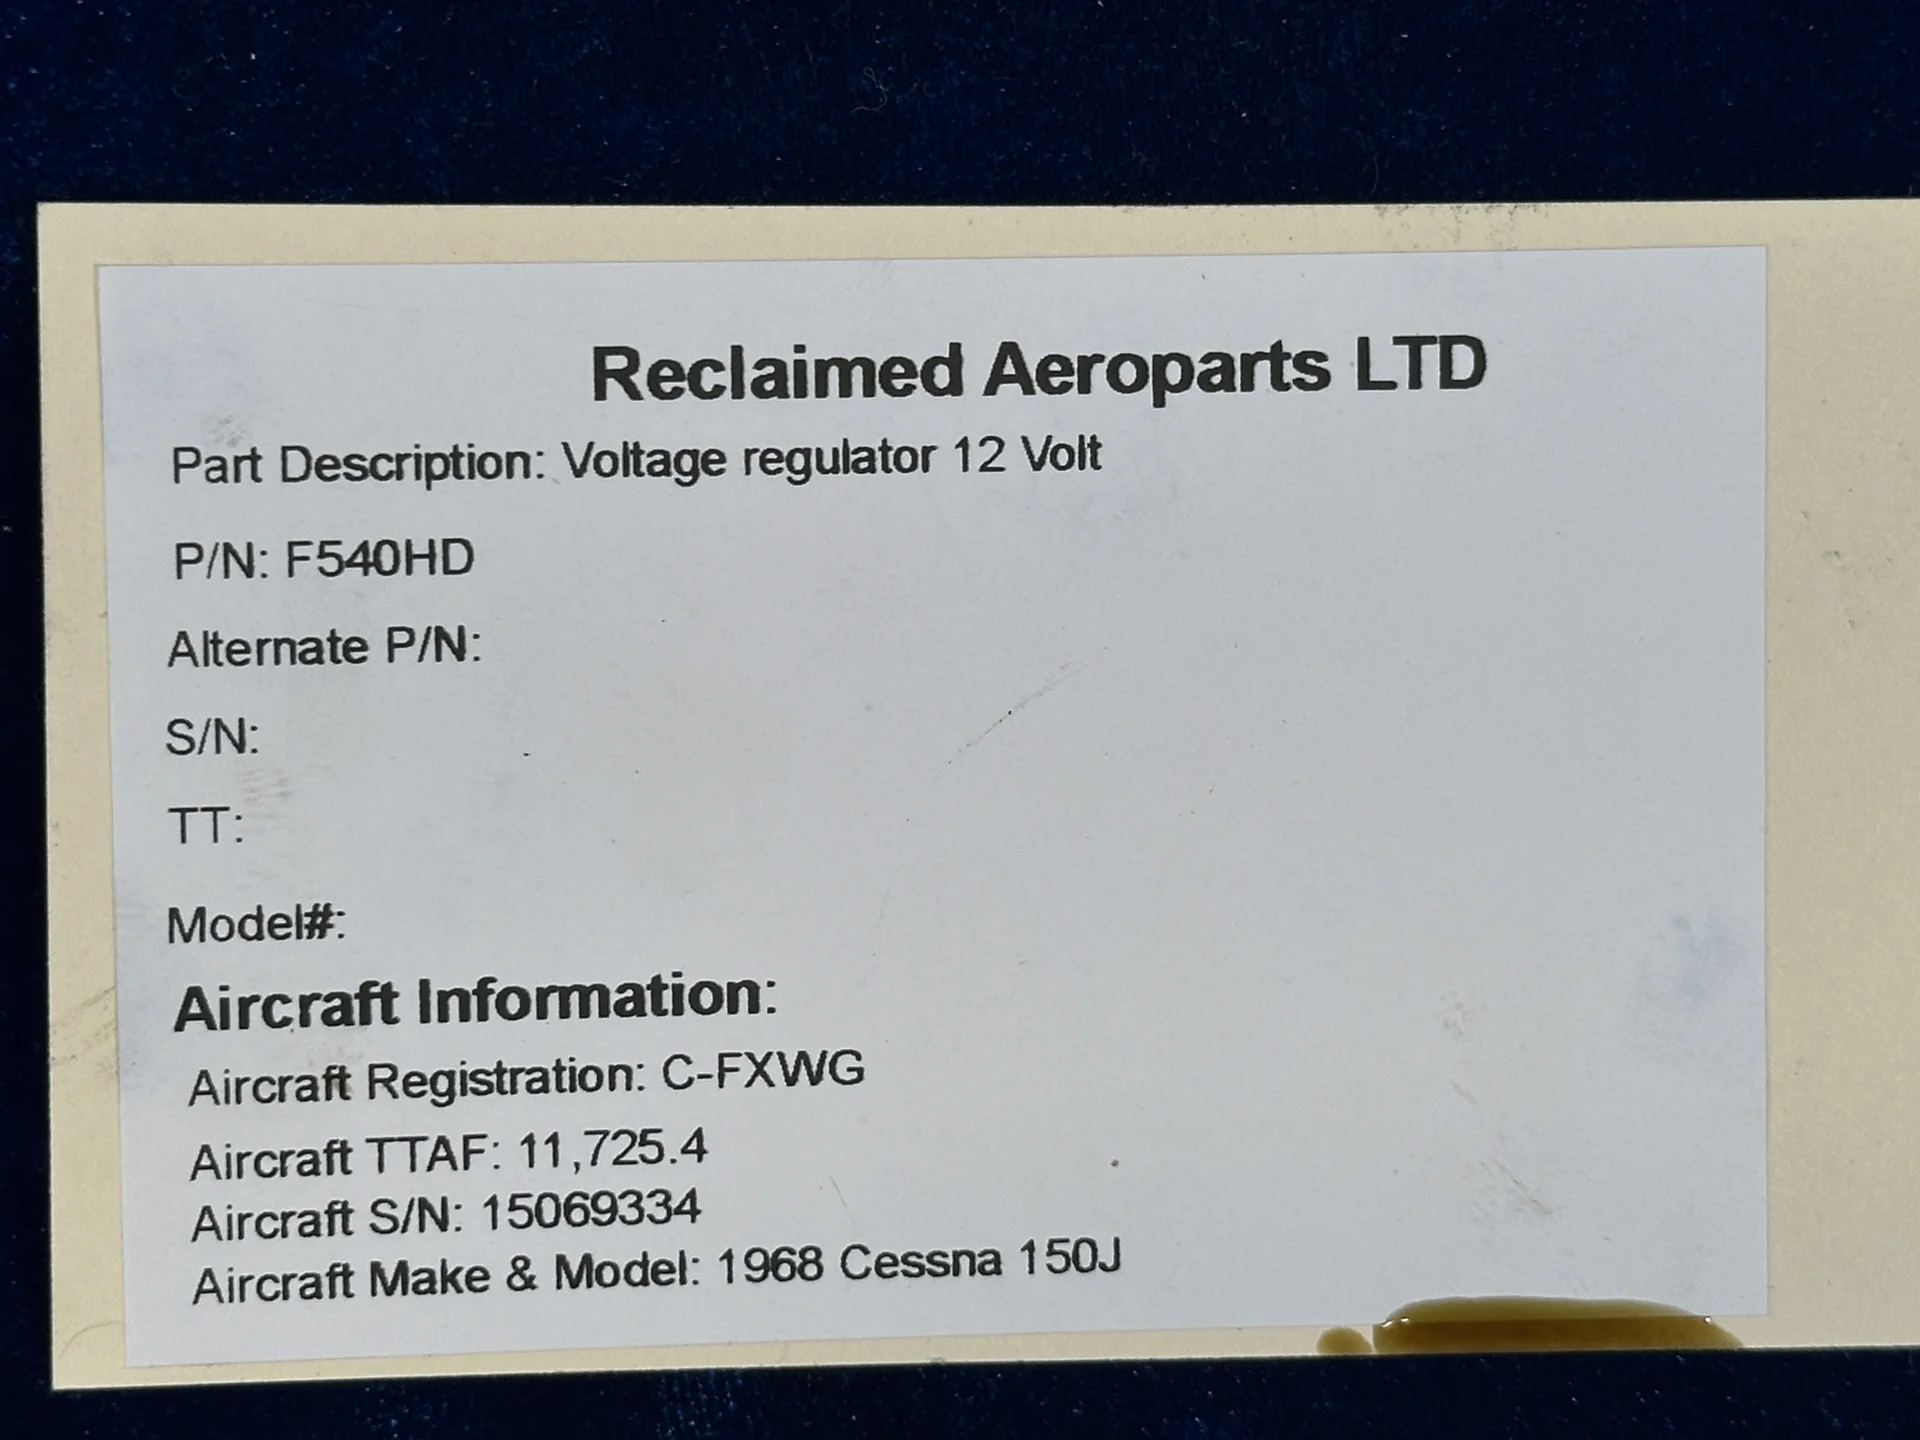 Reclaimed Aeroparts LTD
Part Description: Voltage regulator 12 Volt
P/N: F540HD
Alternate P/N:
S/N:
TT:
Model#:
Aircraft Information:
Aircraft Registration: C-FXWG
Aircraft TTAF: 11,725.4
Aircraft S/N: 15069334
Aircraft Make & Model: 1968 Cessna 150J